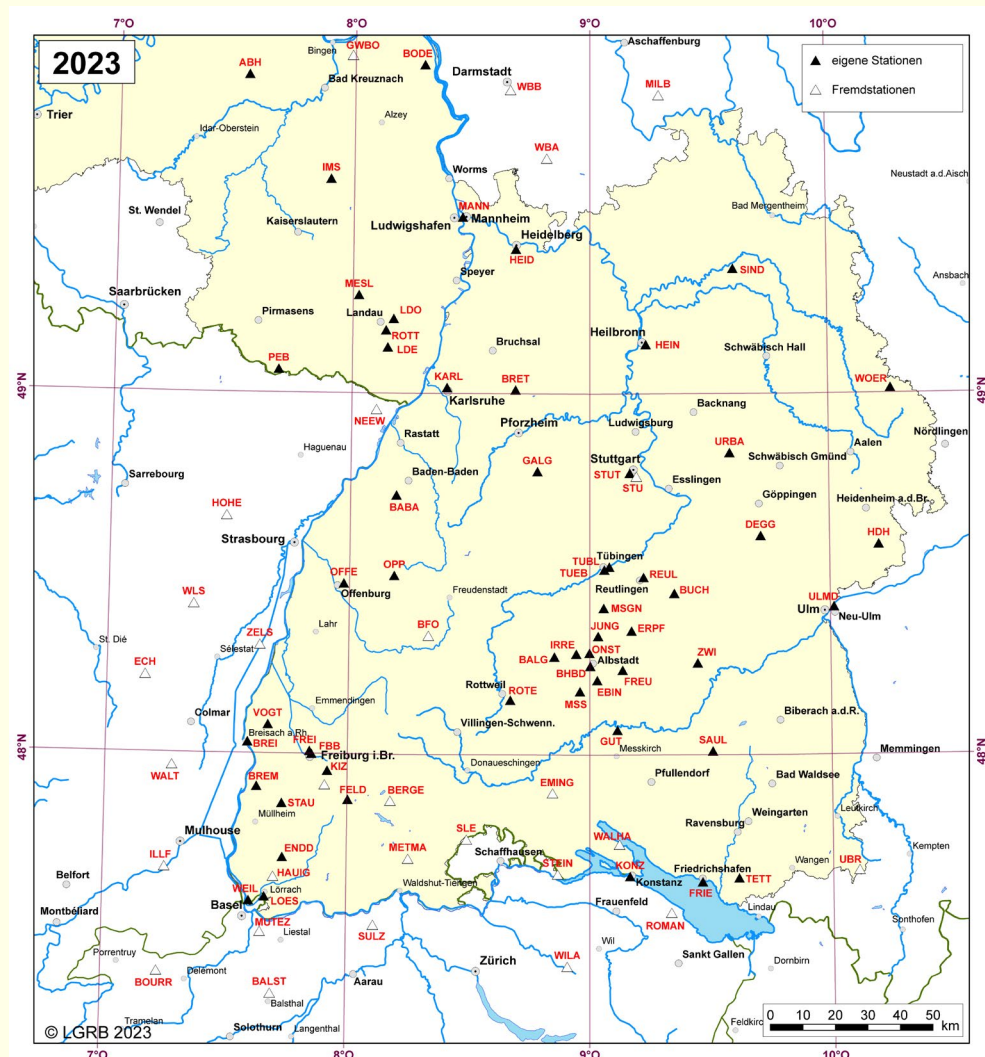 7°O 8°O 9°O 10°O
2023
Bingen
GWBO
BODE
ABH
Bad Kreuznach
Aschaffenburg
Darmstadt
WBB
MILB
eigene Stationen
Fremdstationen
Trier
Alzey
Idar-Oberstein
WBA
IMS
Worms
Neustadt a.d.Aisch
St. Wendel
MANN
Mannheim
Ludwigshafen
Bad Mergentheim
Kaiserslautern
Heidelberg
HEID
SIND
Speyer
Ansbach
Saarbrücken
MESL
LDO
Landau
Pirmasens
ROTT
LDE
Heilbronn
HEIN
Bruchsal
Schwäbisch Hall
PEB
49°N
KARL
BRET
WOER
49°N
Karlsruhe
NEEW
Backnang
Rastatt
Pforzheim
Ludwigsburg
Nördlingen
Haguenau
URBA
Aalen
Stuttgart
Schwäbisch Gmünd
Sarrebourg
Baden-Baden
GALG
STUT
STU
Esslingen
BABA
Göppingen
Heidenheim a.d.Br.
HOHE
DEGG
HDH
Strasbourg
Tübingen
TUBL
OPP
OFFE
TUEB
REUL
Offenburg
Reutlingen
BUCH
WLS
Freudenstadt
MSGN
ULMD
Ulm
Neu-Ulm
Lahr
BFO
JUNG
ERPF
ZELS
St. Dié
Sélestat
IRRE
ONST
BALG
Albstadt
ZWI
ECH
BHBD
FREU
EBIN
Rottweil
ROTE
MSS
Emmendingen
Colmar
VOGT
Villingen-Schwenn.
Biberach a.d.R.
Breisach a.Rh.
GUT
48°N
BREI
FREI
FBB
Freiburg i.Br.
Messkirch
SAUL
Memmingen
48°N
WALT
KIZ
Donaueschingen
BREM
FELD
BERGE
EMING
Pfullendorf
Bad Waldsee
STAU
Müllheim
Weingarten
Leutkirch
Mulhouse
Ravensburg
SLE
WALHA
Kempten
ENDD
METMA
Schaffhausen
ILLF
HAUIG
STEIN
KONZ
Friedrichshafen
Wangen
UBR
Belfort
Waldshut-Tiengen
Konstanz
TETT
WEIL
Lörrach
LOES
FRIE
Basel
Frauenfeld
Lindau
Montbéliard
MUTEZ
ROMAN
Sonthofen
Liestal
SULZ
Wil
Porrentruy
WILA
Sankt Gallen
BOURR
Delemont
Zürich
Dornbirn
BALST
Aarau
Balsthal
Tramelan
© LGRB 2023
Solothurn
Langenthal
Feldkirch
0 10 20 30 40 50
km
7°O 8°O 9°O 10°O